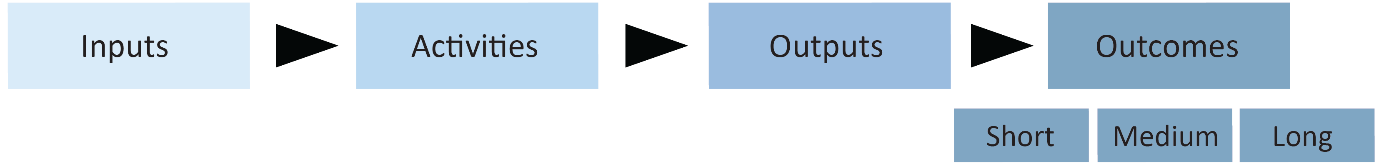 Inputs Activities Outputs Outcomes
Short Medium Long